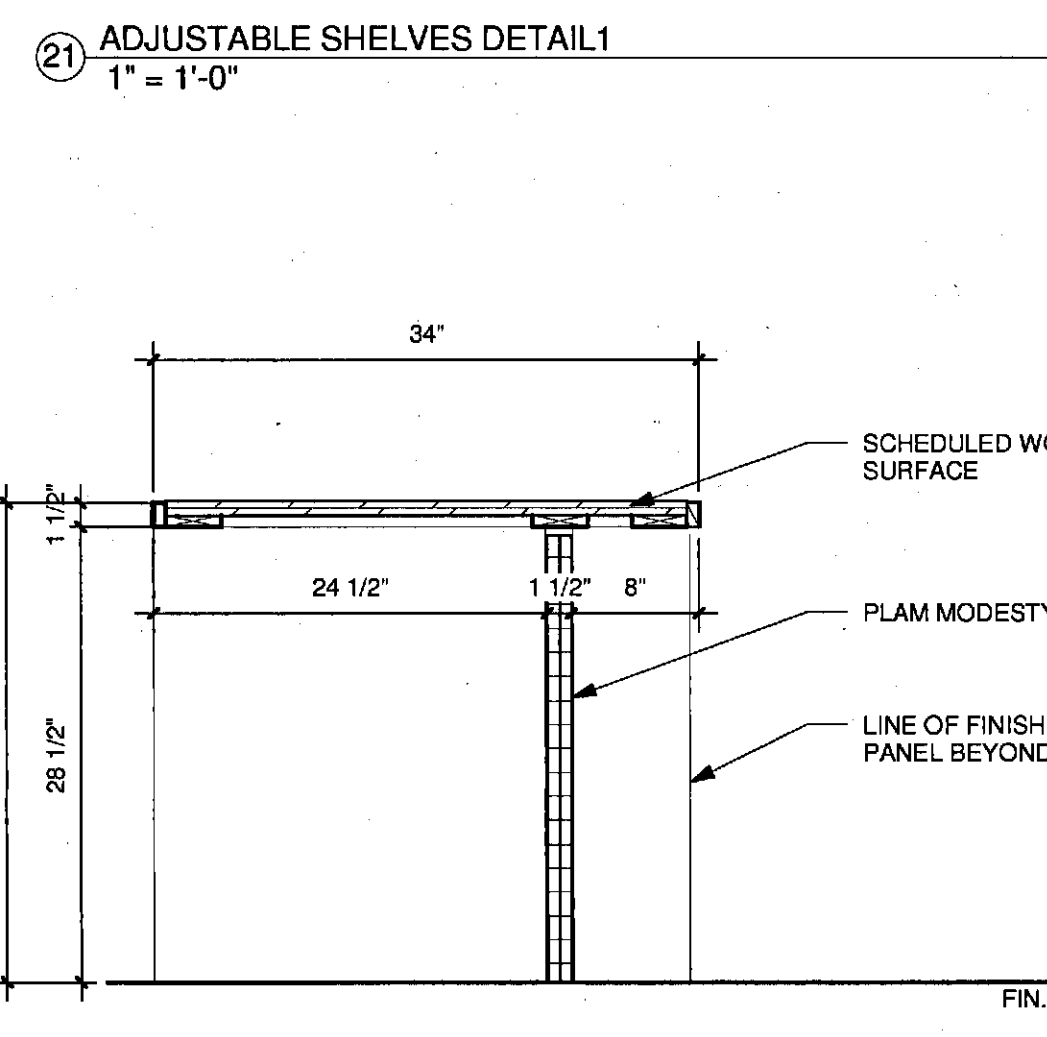 21 ADJUSTABLE SHELVES DETAIL1
1" = 1'-0"
34"
SCHEDULED
SURFACE
1 1/2"
24 1/2" 1 1/2" 8"
PLAM MODESTY
28 1/2"
LINE OF FINISH
PANEL BEYOND
FIN.